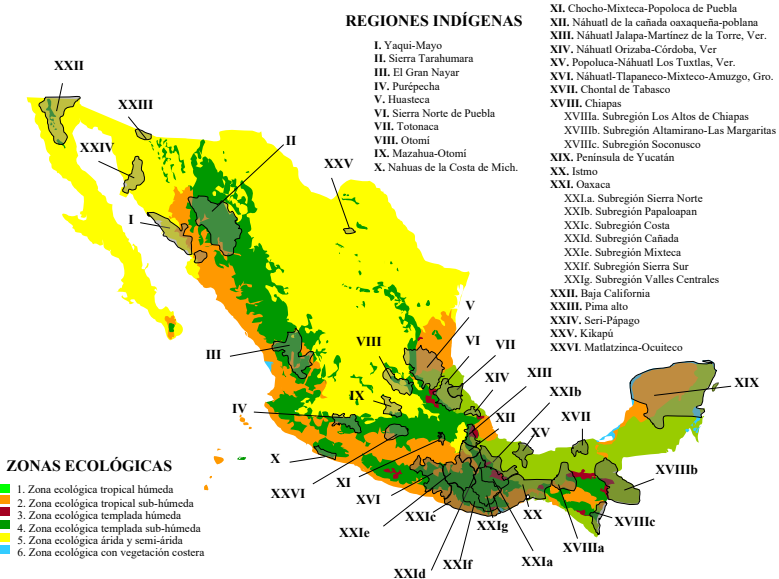 REGIONES INDÍGENAS
I. Yaqui-Mayo
II. Sierra Tarahumara
III. El Gran Nayar
IV. Purépecha
V. Huasteca
VI. Sierra Norte de Puebla
VII. Totonaca
VIII. Otomí
IX. Mazahua-Otomí
X. Nahuas de la Costa de Mich.
XI. Chocho-Mixteca-Popoloca de Puebla
XII. Náhuatl de la cañada oaxaqueña-poblana
XIII. Náhuatl Jalapa-Martínez de la Torre, Ver.
XIV. Náhuatl Orizaba-Córdoba, Ver
XV. Popoluca-Náhuatl Los Tuxtlas, Ver.
XVI. Náhuatl-Tlapaneco-Mixteco-Amuzgo, Gro.
XVII. Chontal de Tabasco
XVIII. Chiapas
XVIIIa. Subregión Los Altos de Chiapas
XVIIIb. Subregión Altamirano-Las Margaritas
XVIIIc. Subregión Soconusco
XIX. Península de Yucatán
XX. Istmo
XXI. Oaxaca
XXI.a. Subregión Sierra Norte
XXIb. Subregión Papaloapan
XXIc. Subregión Costa
XXId. Subregión Cañada
XXIe. Subregión Mixteca
XXIf. Subregión Sierra Sur
XXIg. Subregión Valles Centrales
XXII. Baja California
XXIII. Pima alto
XXIV. Seri-Pápago
XXV. Kikapú
XXVI. Matlatzinca-Ocuiteco
XXII
XXIII
XXIV
II
XXV
I
V
III
VIII
VI
VII
XIII
XIV
XXIb
XIX
IX
IV
XII
XV
XVII
X
XXVI
XI
XVI
XVIIIb
XXIe
XXIc
XXIg
XX
XVIIIc
XVIIIa
XXId
XXIf
XXIa
ZONAS ECOLÓGICAS
1. Zona ecológica tropical húmeda
2. Zona ecológica tropical sub-húmeda
3. Zona ecológica templada húmeda
4. Zona ecológica templada sub-húmeda
5. Zona ecológica árida y semi-árida
6. Zona ecológica con vegetación costera